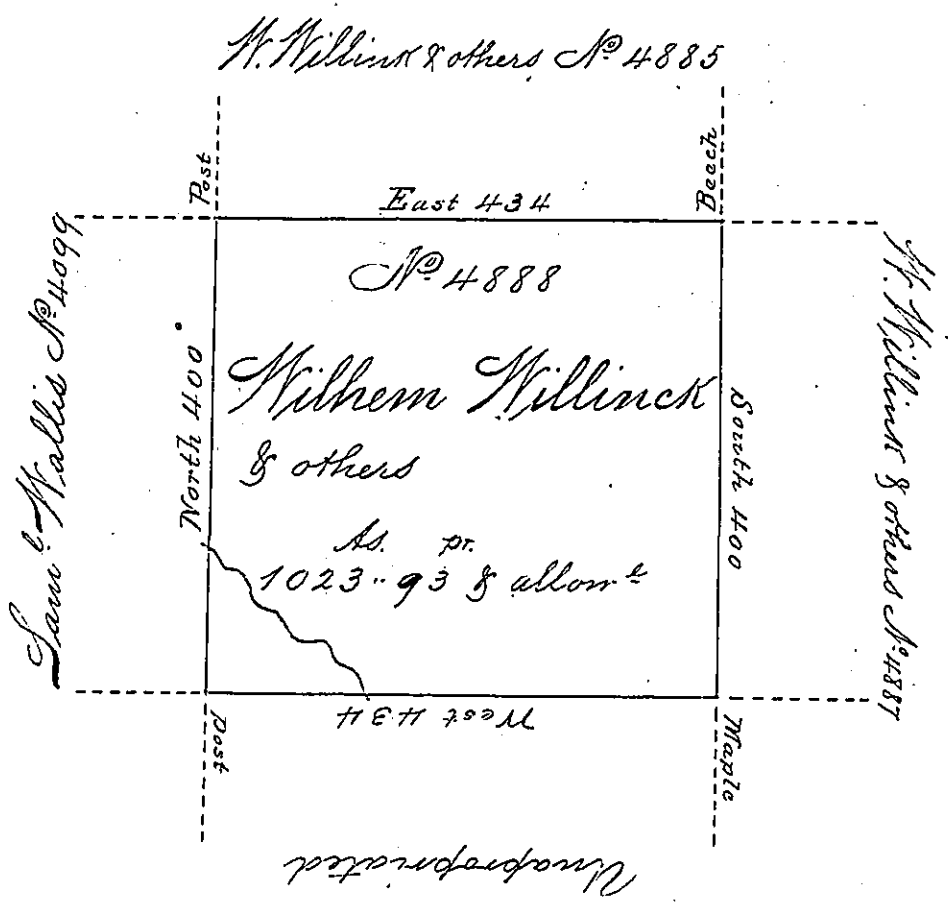 W. Willink & others No 4885
Post
Beech
East 434
No 4888
Saml. Wallis No 4099
North 400
Wilhem Willinck
& others
As. pr.
1023 .. 93 & allowe
South 400
W. Willink & others No 4887
West 434
Post
Maple
Unapropriated